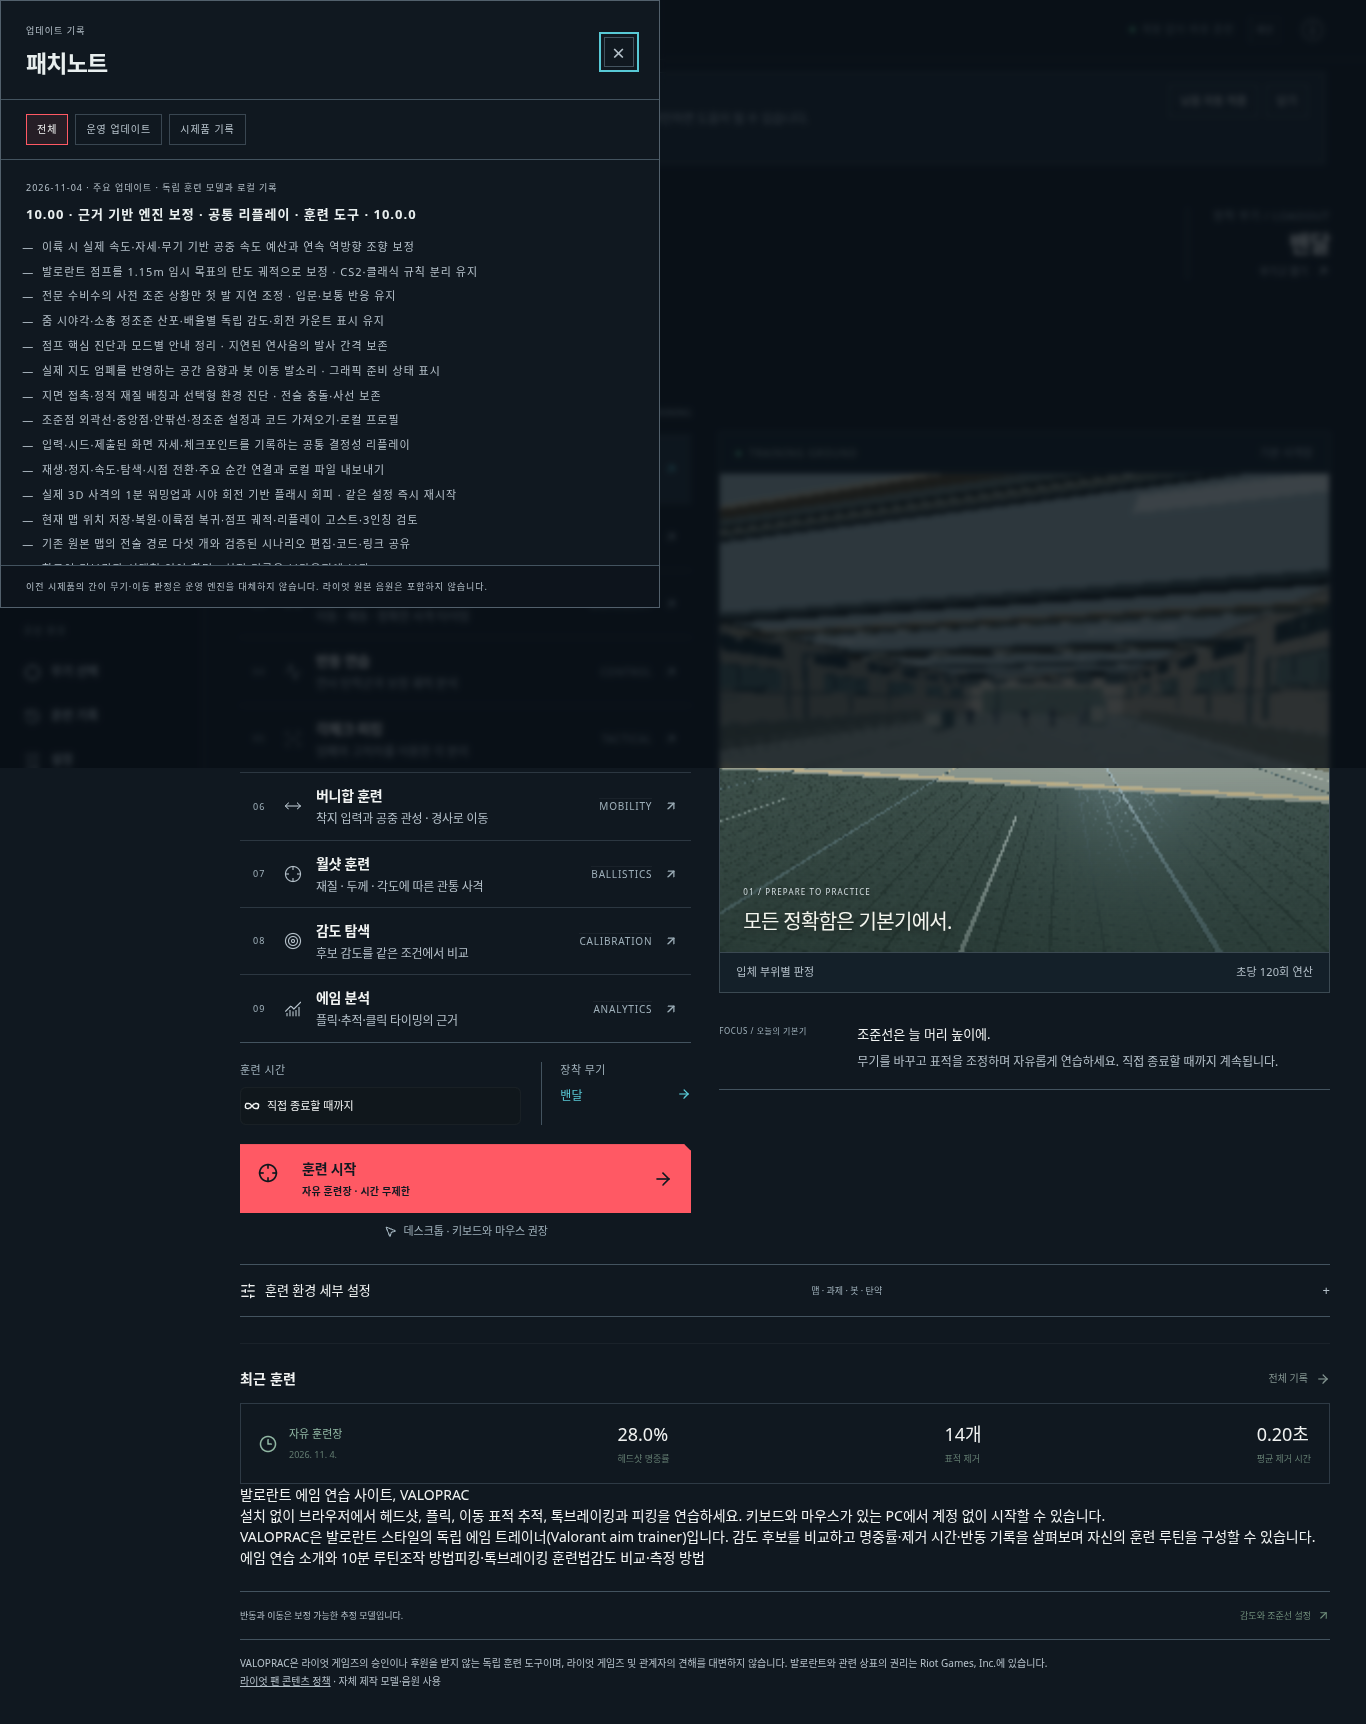 업데이트 기록
패치노트
전체
운영 업데이트
시제품 기록
2026-11-04 · 주요 업데이트 · 독립 훈련 모델과 로컬 기록
10.00 · 근거 기반 엔진 보정 · 공통 리플레이 · 훈련 도구 · 10.0.0
— 이륙 시 실제 속도·자세·무기 기반 공중 속도 예산과 연속 역방향 조향 보정
— 발로란트 점프를 1.15m 임시 목표의 탄도 궤적으로 보정 · CS2·클래식 규칙 분리 유지
— 전문 수비수의 사전 조준 상황만 첫 발 지연 조정 · 입문·보통 반응 유지
— 줌 시야각·소총 정조준 산포·배율별 독립 감도·회전 카운트 표시 유지
— 점프 핵심 진단과 모드별 안내 정리 · 지연된 연사음의 발사 간격 보존
— 실제 지도 엄폐를 반영하는 공간 음향과 봇 이동 발소리 · 그래픽 준비 상태 표시
— 지면 접촉·정적 재질 배칭과 선택형 환경 진단 · 전술 충돌·사선 보존
— 조준점 외곽선·중앙점·안팎선·정조준 설정과 코드 가져오기·로컬 프로필
— 입력·시드·제출된 화면 자세·체크포인트를 기록하는 공통 결정성 리플레이
— 재생·정지·속도·탐색·시점 전환·주요 순간 연결과 로컬 파일 내보내기
— 실제 3D 사격의 1분 워밍업과 시야 회전 기반 플래시 회피 · 같은 설정 즉시 재시작
— 현재 맵 위치 저장·복원·이륙점 복귀·점프 궤적·리플레이 고스트·3인칭 검토
— 기존 원본 맵의 전술 경로 다섯 개와 검증된 시나리오 편집·코드·링크 공유
이전 시제품의 간이 무기·이동 판정은 운영 엔진을 대체하지 않습니다. 라이엇 원본 음원은 포함하지 않습니다.
06 버니합 훈련 MOBILITY
착지 입력과 공중 관성 · 경사로 이동
07 월샷 훈련 BALLISTICS
재질 · 두께 · 각도에 따른 관통 사격
08 감도 탐색 CALIBRATION
후보 감도를 같은 조건에서 비교
09 에임 분석 ANALYTICS
플릭·추적·클릭 타이밍의 근거
01 / PREPARE TO PRACTICE
모든 정확함은 기본기에서.
입체 부위별 판정
초당 120회 연산
FOCUS / 오늘의 기본기
조준선은 늘 머리 높이에.
무기를 바꾸고 표적을 조정하며 자유롭게 연습하세요. 직접 종료할 때까지 계속됩니다.
훈련 시간
직접 종료할 때까지
장착 무기
밴달
훈련 시작
자유 훈련장 · 시간 무제한
데스크톱 · 키보드와 마우스 권장
훈련 환경 세부 설정
맵 · 과제 · 봇 · 탄약
+
최근 훈련
전체 기록
자유 훈련장
2026. 11. 4.
28.0%
헤드샷 명중률
14개
표적 제거
0.20초
평균 제거 시간
발로란트 에임 연습 사이트, VALOPRAC
설치 없이 브라우저에서 헤드샷, 플릭, 이동 표적 추적, 톡브레이킹과 피킹을 연습하세요. 키보드와 마우스가 있는 PC에서 계정 없이 시작할 수 있습니다.
VALOPRAC은 발로란트 스타일의 독립 에임 트레이너(Valorant aim trainer)입니다. 감도 후보를 비교하고 명중률·제거 시간·반동 기록을 살펴보며 자신의 훈련 루틴을 구성할 수 있습니다.
에임 연습 소개와 10분 루틴조작 방법피킹·톡브레이킹 훈련법감도 비교·측정 방법
반동과 이동은 보정 가능한 추정 모델입니다.
감도와 조준선 설정
VALOPRAC은 라이엇 게임즈의 승인이나 후원을 받지 않는 독립 훈련 도구이며, 라이엇 게임즈 및 관계자의 견해를 대변하지 않습니다. 발로란트와 관련 상표의 권리는 Riot Games, Inc.에 있습니다.
라이엇 팬 콘텐츠 정책 · 자체 제작 모델·음원 사용